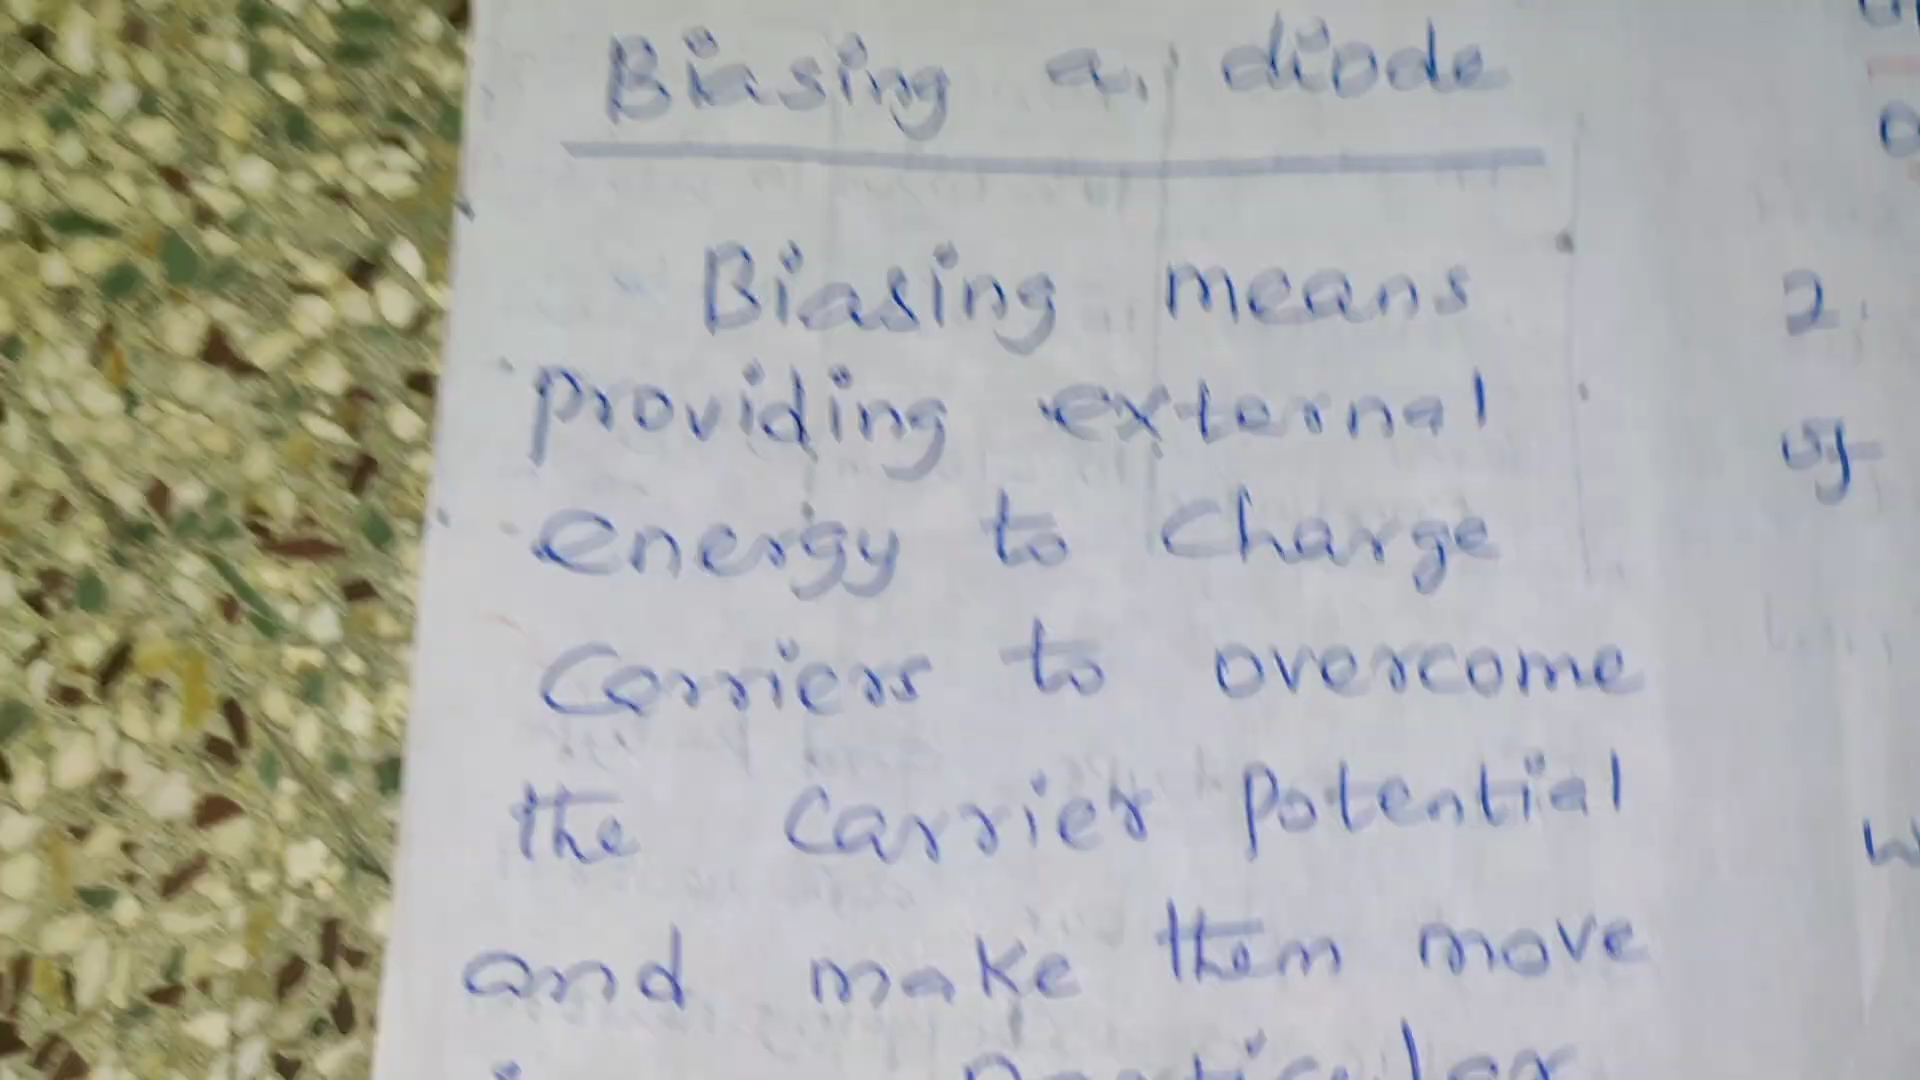 Biasing a diode
Biasing means
providing external
energy to charge
Carriers to overcome
the carrier potential
and make them move
2.